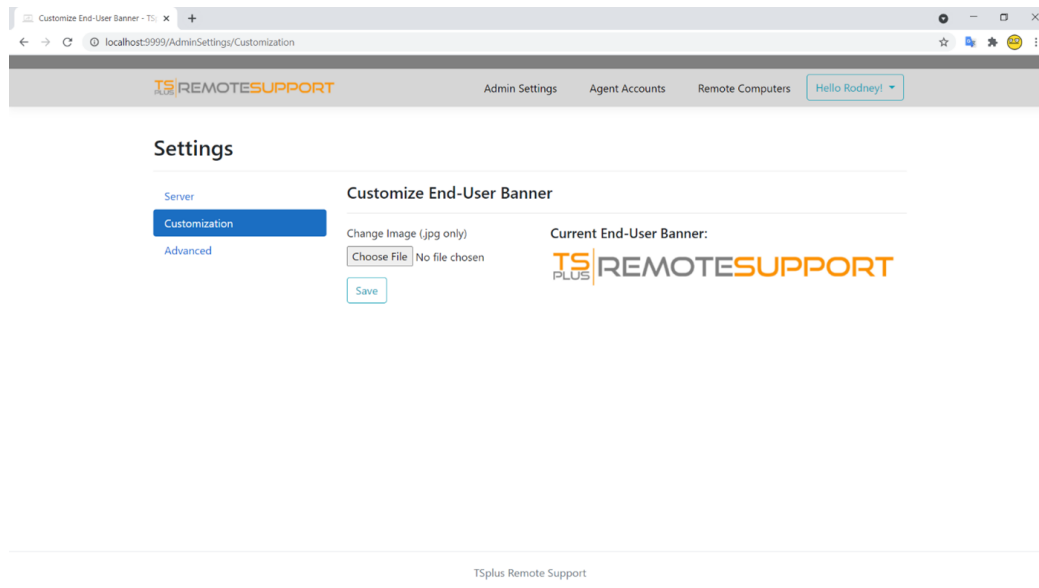 Customize End-User Banner - TS
localhost:9999/AdminSettings/Customization
TS PLUS REMOTESUPPORT
Admin Settings
Agent Accounts
Remote Computers
Hello Rodney!
Settings
Server
Customization
Advanced
Customize End-User Banner
Change Image (.jpg only)
Choose File No file chosen
Save
Current End-User Banner:
TS PLUS REMOTESUPPORT
TSplus Remote Support